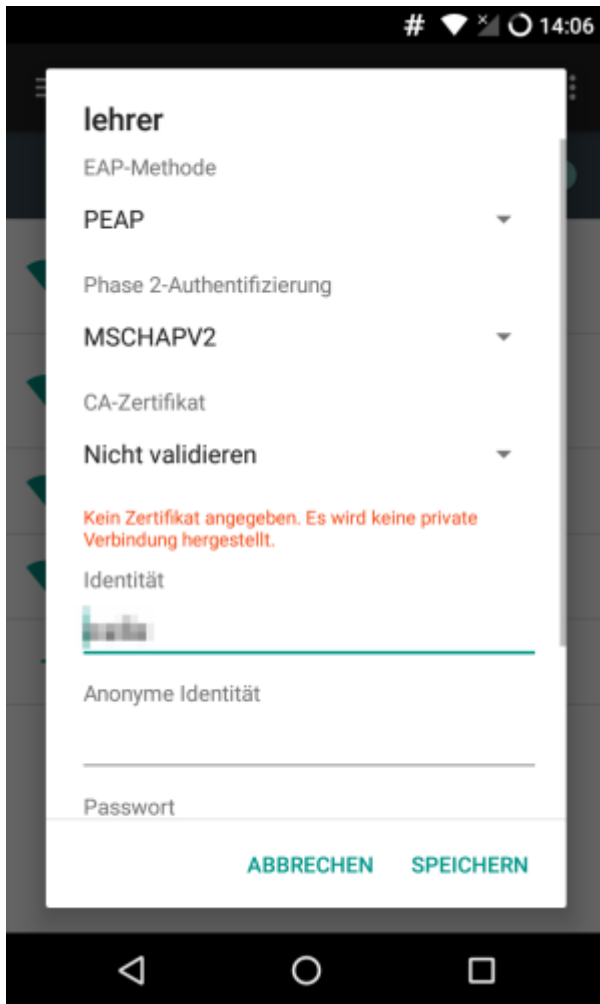 # 14:06
lehrer
EAP-Methode
PEAP
Phase 2-Authentifizierung
MSCHAPV2
CA-Zertifikat
Nicht validieren
Kein Zertifikat angegeben. Es wird keine private
Verbindung hergestellt.
Identität
Anonyme Identität
Passwort
ABBRECHEN SPEICHERN